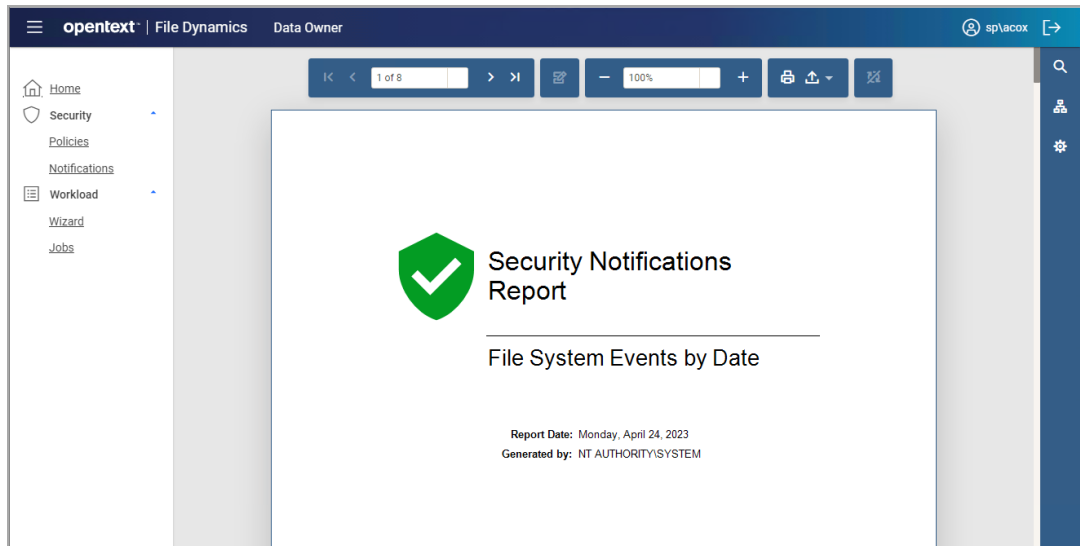 opentext™ | File Dynamics Data Owner sp\acox
1 of 8 100%
Home
Security
Policies
Notifications
Workload
Wizard
Jobs
Security Notifications
Report
File System Events by Date
Report Date: Monday, April 24, 2023
Generated by: NT AUTHORITY\SYSTEM